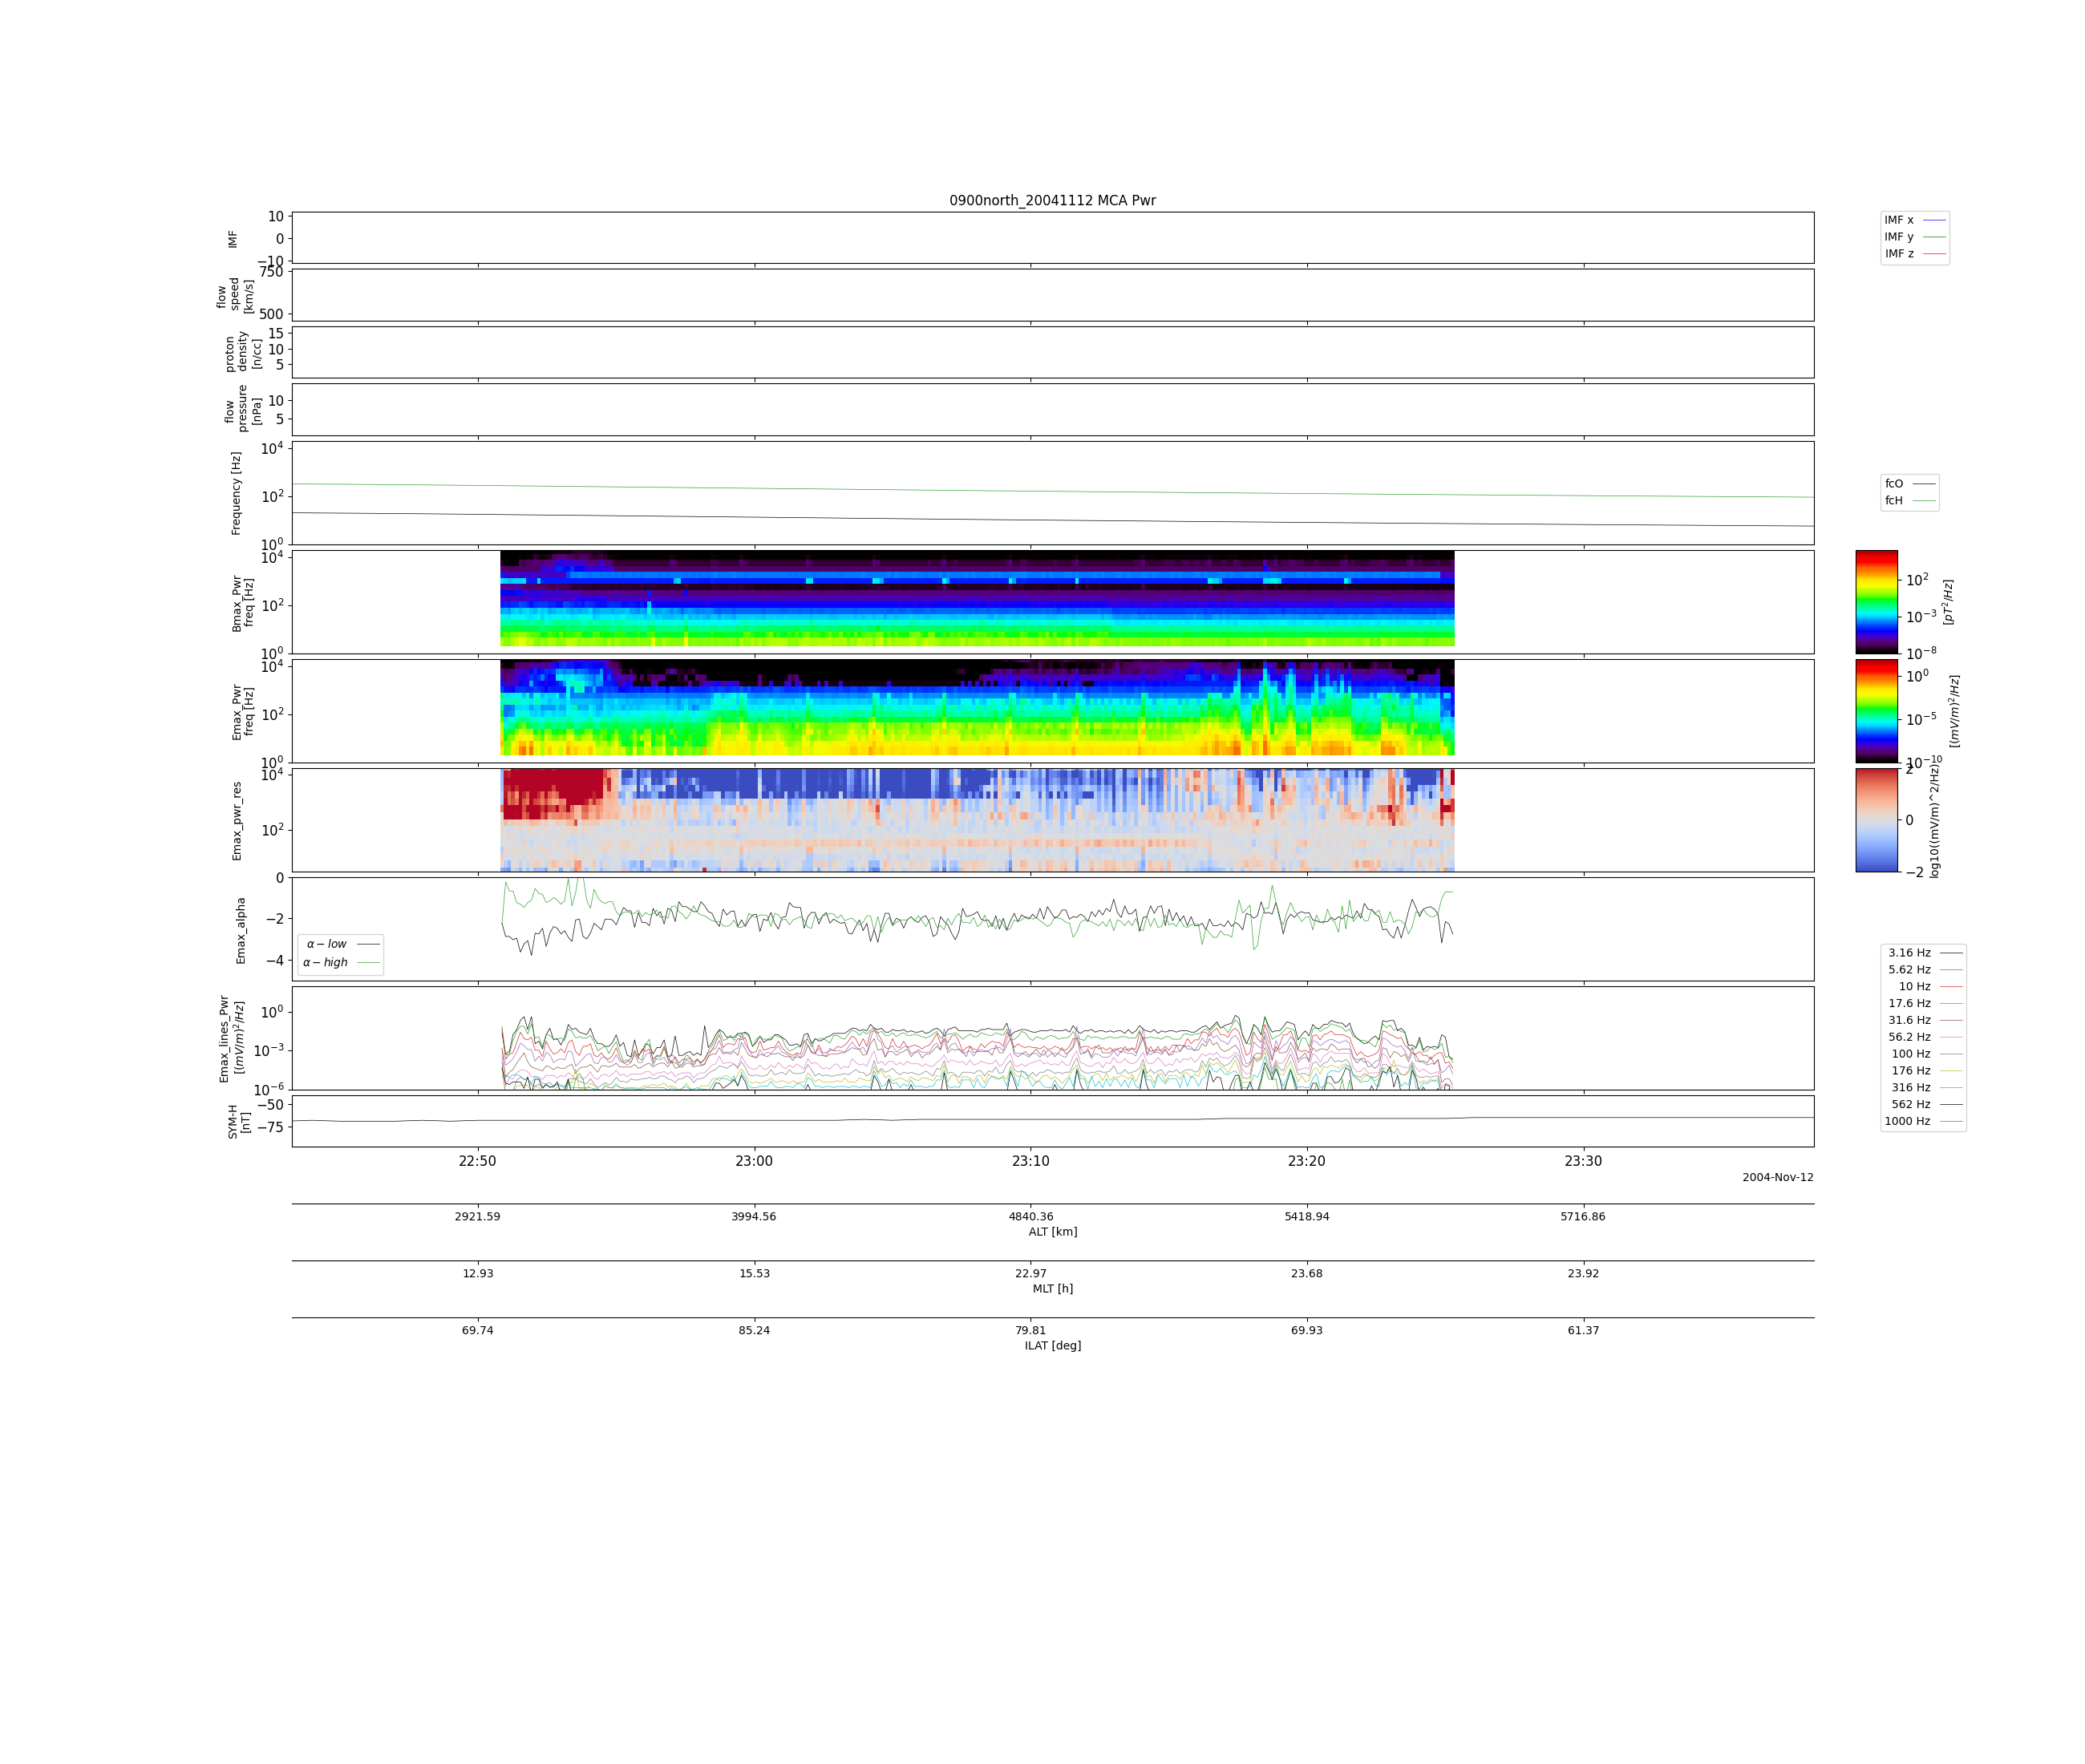 0900north_20041112 MCA Pwr
10
0
−10
IMF
IMF x
IMF y
IMF z
750
500
flow
speed
[km/s]
15
10
5
proton
density
[n/cc]
10
5
flow
pressure
[nPa]
10^4
10^2
10^0
Frequency [Hz]
fcO
fcH
10^4
10^2
10^0
Bmax_Pwr
freq [Hz]
10^2
10^−3
10^−8
[pT^2/Hz]
10^4
10^2
10^0
Emax_Pwr
freq [Hz]
10^0
10^−5
10^−10
[(mV/m)^2/Hz]
10^4
10^2
Emax_pwr_res
2
0
−2
log10((mV/m)^2/Hz)
0
−2
−4
Emax_alpha
α − low
α − high
10^0
10^−3
10^−6
Emax_lines_Pwr
[(mV/m)^2/Hz]
3.16 Hz
5.62 Hz
10 Hz
17.6 Hz
31.6 Hz
56.2 Hz
100 Hz
176 Hz
316 Hz
562 Hz
1000 Hz
−50
−75
SYM-H
[nT]
22:50 23:00 23:10 23:20 23:30
2004-Nov-12
2921.59 3994.56 4840.36 5418.94 5716.86
ALT [km]
12.93 15.53 22.97 23.68 23.92
MLT [h]
69.74 85.24 79.81 69.93 61.37
ILAT [deg]